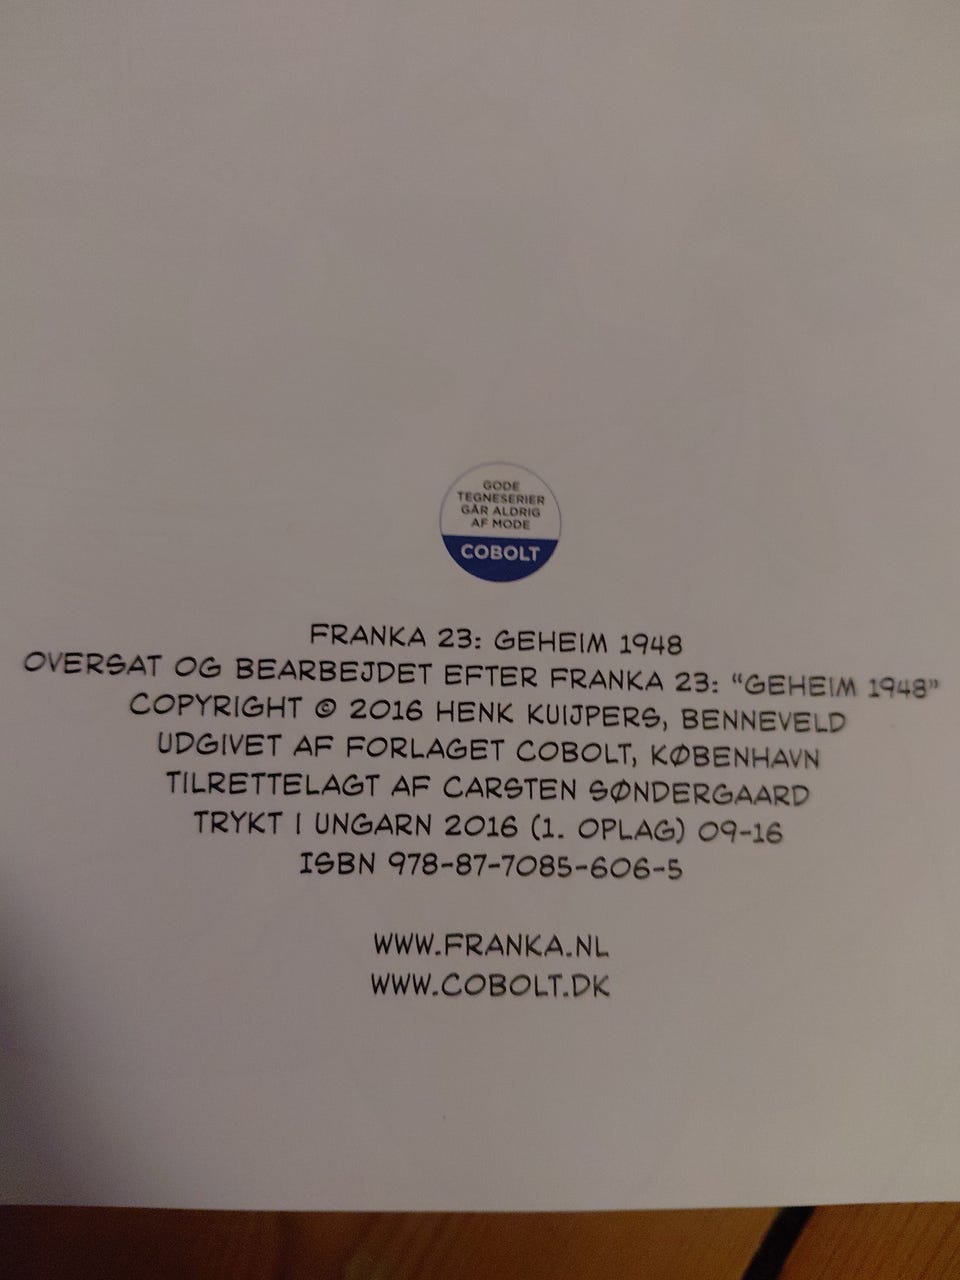 GODE
TEGNESERIER
GÅR ALDRIG
AF MODE
COBOLT
FRANKA 23: GEHEIM 1948
OVERSAT OG BEARBEJDET EFTER FRANKA 23: “GEHEIM 1948”
COPYRIGHT © 2016 HENK KUIJPERS, BENNEVELD
UDGIVET AF FORLAGET COBOLT, KØBENHAVN
TILRETTELAGT AF CARSTEN SØNDERGAARD
TRYKT I UNGARN 2016 (1. OPLAG) 09-16
ISBN 978-87-7085-606-5
WWW.FRANKA.NL
WWW.COBOLT.DK